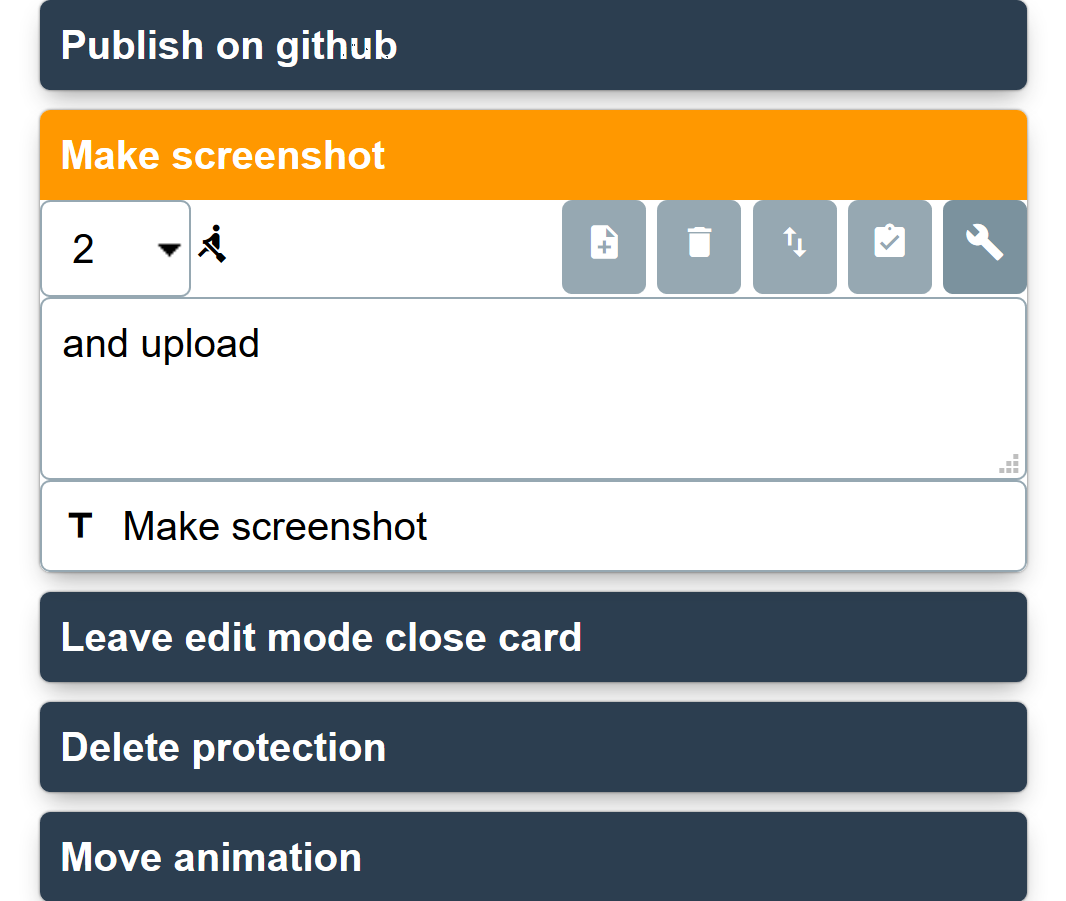 Publish on github
Make screenshot
2
and upload
Make screenshot
Leave edit mode close card
Delete protection
Move animation